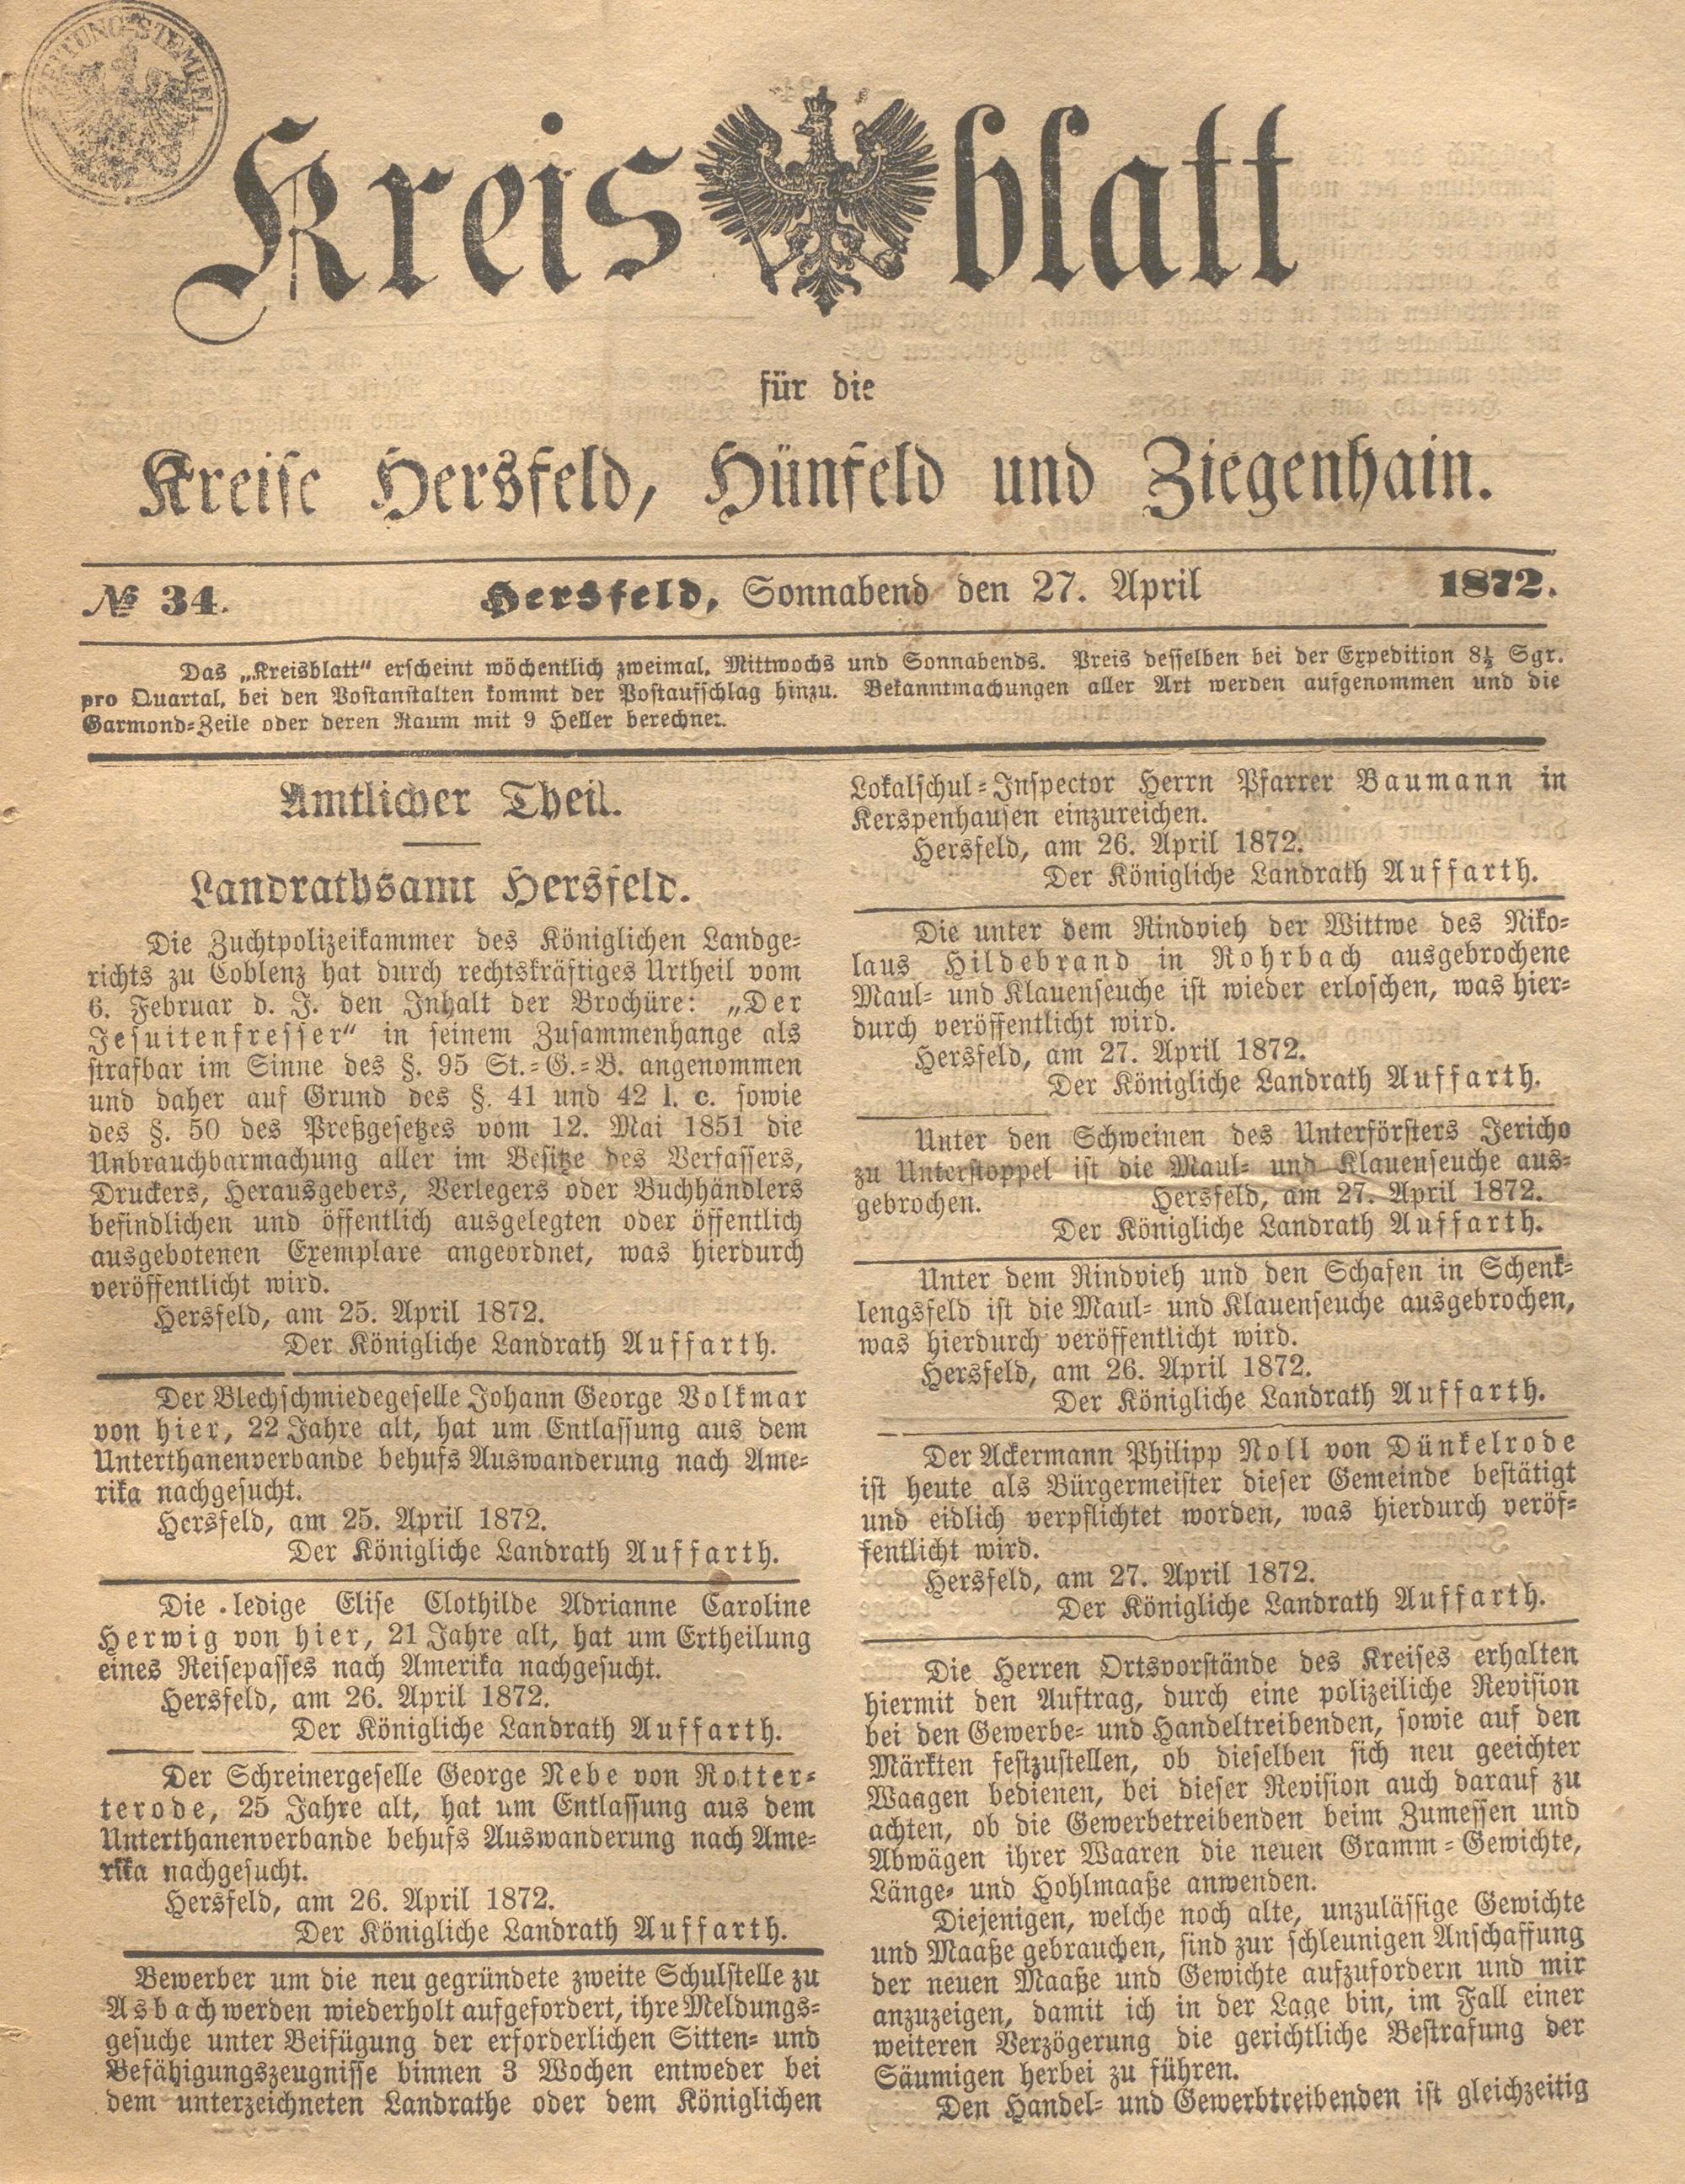 ZEITUNG-STEMPEL
Kreisblatt
für die
Kreise Hersfeld, Hünfeld und Ziegenhain.
№ 34. Hersfeld, Sonnabend den 27. April 1872.
Das „Kreisblatt“ erscheint wöchentlich zweimal, Mittwochs und Sonnabends. Preis desselben bei der Expedition 8½ Sgr.
pro Quartal, bei den Postanstalten kommt der Postaufschlag hinzu. Bekanntmachungen aller Art werden aufgenommen und die
Garmond-Zeile oder deren Raum mit 9 Heller berechnet.
Amtlicher Theil.
Landrathsamt Hersfeld.
Die Zuchtpolizeikammer des Königlichen Landge-
richts zu Coblenz hat durch rechtskräftiges Urtheil vom
6. Februar d. J. den Inhalt der Brochüre: „Der
Jesuitenfresser“ in seinem Zusammenhange als
strafbar im Sinne des §. 95 St.-G.-B. angenommen
und daher auf Grund des §. 41 und 42 l. c. sowie
des §. 50 des Preßgesetzes vom 12. Mai 1851 die
Unbrauchbarmachung aller im Besitze des Verfassers,
Druckers, Herausgebers, Verlegers oder Buchhändlers
befindlichen und öffentlich ausgelegten oder öffentlich
ausgebotenen Exemplare angeordnet, was hierdurch
veröffentlicht wird.
Hersfeld, am 25. April 1872.
Der Königliche Landrath Auffarth.
Der Blechschmiedegeselle Johann George Volkmar
von hier, 22 Jahre alt, hat um Entlassung aus dem
Unterthanenverbande behufs Auswanderung nach Ame-
rika nachgesucht.
Hersfeld, am 25. April 1872.
Der Königliche Landrath Auffarth.
Die ledige Elise Clothilde Adrianne Caroline
Herwig von hier, 21 Jahre alt, hat um Ertheilung
eines Reisepasses nach Amerika nachgesucht.
Hersfeld, am 26. April 1872.
Der Königliche Landrath Auffarth.
Der Schreinergeselle George Nebe von Rotter-
terode, 25 Jahre alt, hat um Entlassung aus dem
Unterthanenverbande behufs Auswanderung nach Ame-
rika nachgesucht.
Hersfeld, am 26. April 1872.
Der Königliche Landrath Auffarth.
Bewerber um die neu gegründete zweite Schulstelle zu
Asbach werden wiederholt aufgefordert, ihre Meldungs-
gesuche unter Beifügung der erforderlichen Sitten- und
Befähigungszeugnisse binnen 3 Wochen entweder bei
dem unterzeichneten Landrathe oder dem Königlichen
Lokalschul-Inspector Herrn Pfarrer Baumann in
Kerspenhausen einzureichen.
Hersfeld, am 26. April 1872.
Der Königliche Landrath Auffarth.
Die unter dem Rindvieh der Wittwe des Niko-
laus Hildebrand in Rohrbach ausgebrochene
Maul- und Klauenseuche ist wieder erloschen, was hier-
durch veröffentlicht wird.
Hersfeld, am 27. April 1872.
Der Königliche Landrath Auffarth.
Unter den Schweinen des Unterförsters Jericho
zu Unterstoppel ist die Maul- und Klauenseuche aus-
gebrochen. Hersfeld, am 27. April 1872.
Der Königliche Landrath Auffarth.
Unter dem Rindvieh und den Schafen in Schenk-
lengsfeld ist die Maul- und Klauenseuche ausgebrochen,
was hierdurch veröffentlicht wird.
Hersfeld, am 26. April 1872.
Der Königliche Landrath Auffarth.
Der Ackermann Philipp Noll von Dünkelrode
ist heute als Bürgermeister dieser Gemeinde bestätigt
und eidlich verpflichtet worden, was hierdurch veröf-
fentlicht wird.
Hersfeld, am 27. April 1872.
Der Königliche Landrath Auffarth.
Die Herren Ortsvorstände des Kreises erhalten
hiermit den Auftrag, durch eine polizeiliche Revision
bei den Gewerbe- und Handeltreibenden, sowie auf den
Märkten festzustellen, ob dieselben sich neu geeichter
Waagen bedienen, bei dieser Revision auch darauf zu
achten, ob die Gewerbetreibenden beim Zumessen und
Abwägen ihrer Waaren die neuen Gramm-Gewichte,
Länge- und Hohlmaaße anwenden.
Diejenigen, welche noch alte, unzulässige Gewichte
und Maaße gebrauchen, sind zur schleunigen Anschaffung
der neuen Maaße und Gewichte aufzufordern und mir
anzuzeigen, damit ich in der Lage bin, im Fall einer
weiteren Verzögerung die gerichtliche Bestrafung der
Säumigen herbei zu führen.
Den Handel- und Gewerbtreibenden ist gleichzeitig